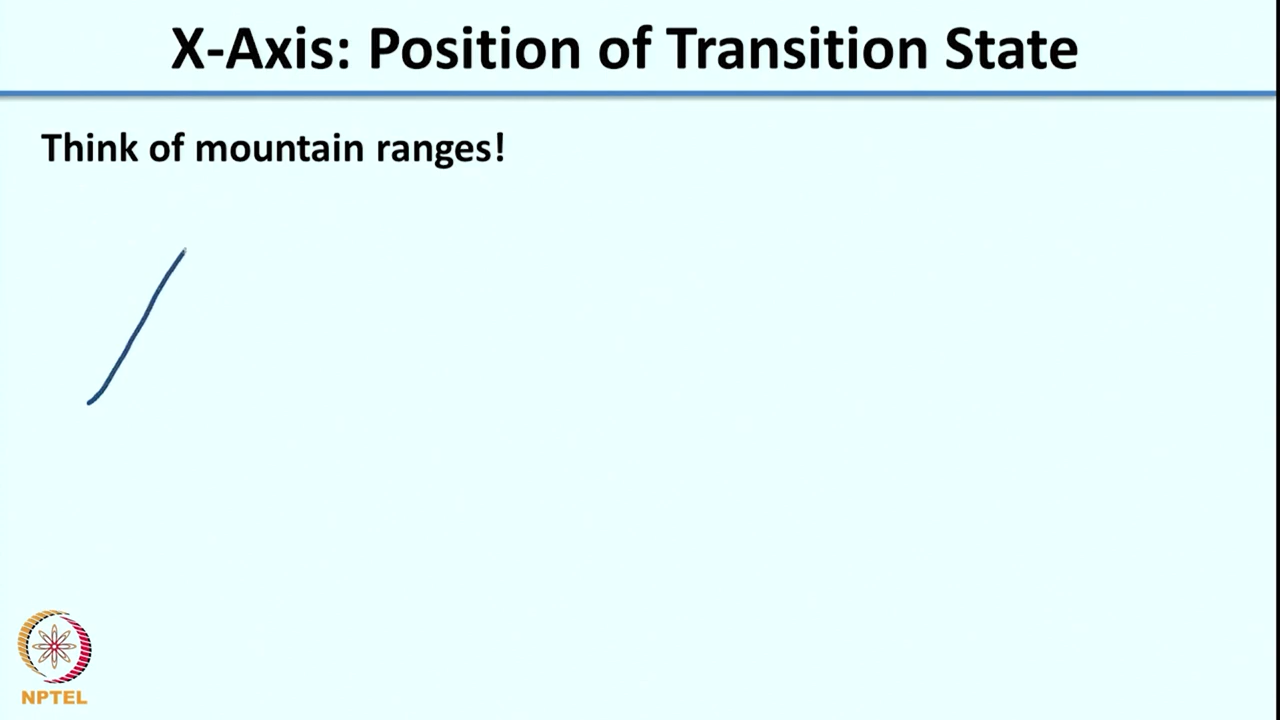 X-Axis: Position of Transition State
Think of mountain ranges!
NPTEL